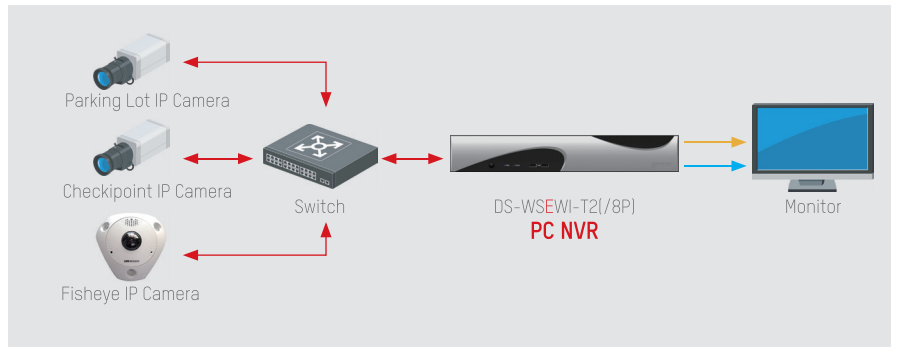 Parking Lot IP Camera
Checkpoint IP Camera
Switch
DS-WSEWI-T2(/8P)
PC NVR
Monitor
Fisheye IP Camera